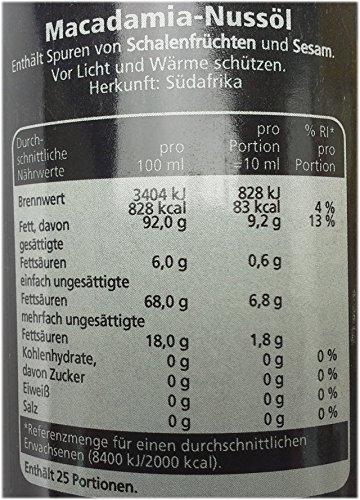 Macadamia-Nussöl
Enthält Spuren von Schalenfrüchten und Sesam.
Vor Licht und Wärme schützen.
Herkunft: Südafrika
Durch-
schnittliche
Nährwerte
pro
100 ml
pro
Portion
=10 ml
% RI*
pro
Portion
Brennwert 3404 kJ 828 kJ
828 kcal 83 kcal 4 %
Fett, davon 92,0 g 9,2 g 13 %
gesättigte
Fettsäuren 6,0 g 0,6 g
einfach ungesättigte
Fettsäuren 68,0 g 6,8 g
mehrfach ungesättigte
Fettsäuren 18,0 g 1,8 g
Kohlenhydrate, 0 g 0 g 0 %
davon Zucker 0 g 0 g 0 %
Eiweiß 0 g 0 g 0 %
Salz 0 g 0 g 0 %
*Referenzmenge für einen durchschnittlichen
Erwachsenen (8400 kJ/2000 kcal).
Enthält 25 Portionen.